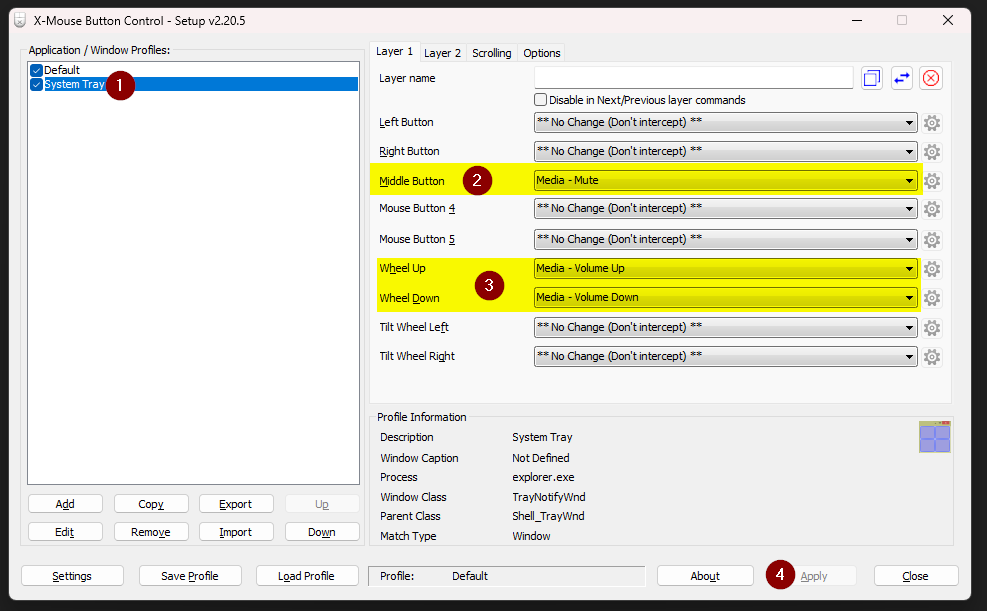 X-Mouse Button Control - Setup v2.20.5
Application / Window Profiles:
Default
System Tray 1
Layer 1 Layer 2 Scrolling Options
Layer name
Disable in Next/Previous layer commands
Left Button ** No Change (Don't intercept) **
Right Button ** No Change (Don't intercept) **
Middle Button 2 Media - Mute
Mouse Button 4 ** No Change (Don't intercept) **
Mouse Button 5 ** No Change (Don't intercept) **
Wheel Up Media - Volume Up
3
Wheel Down Media - Volume Down
Tilt Wheel Left ** No Change (Don't intercept) **
Tilt Wheel Right ** No Change (Don't intercept) **
Profile Information
Description System Tray
Window Caption Not Defined
Process explorer.exe
Window Class TrayNotifyWnd
Parent Class Shell_TrayWnd
Match Type Window
Add Copy Export Up
Edit Remove Import Down
Settings Save Profile Load Profile Profile: Default About 4 Apply Close